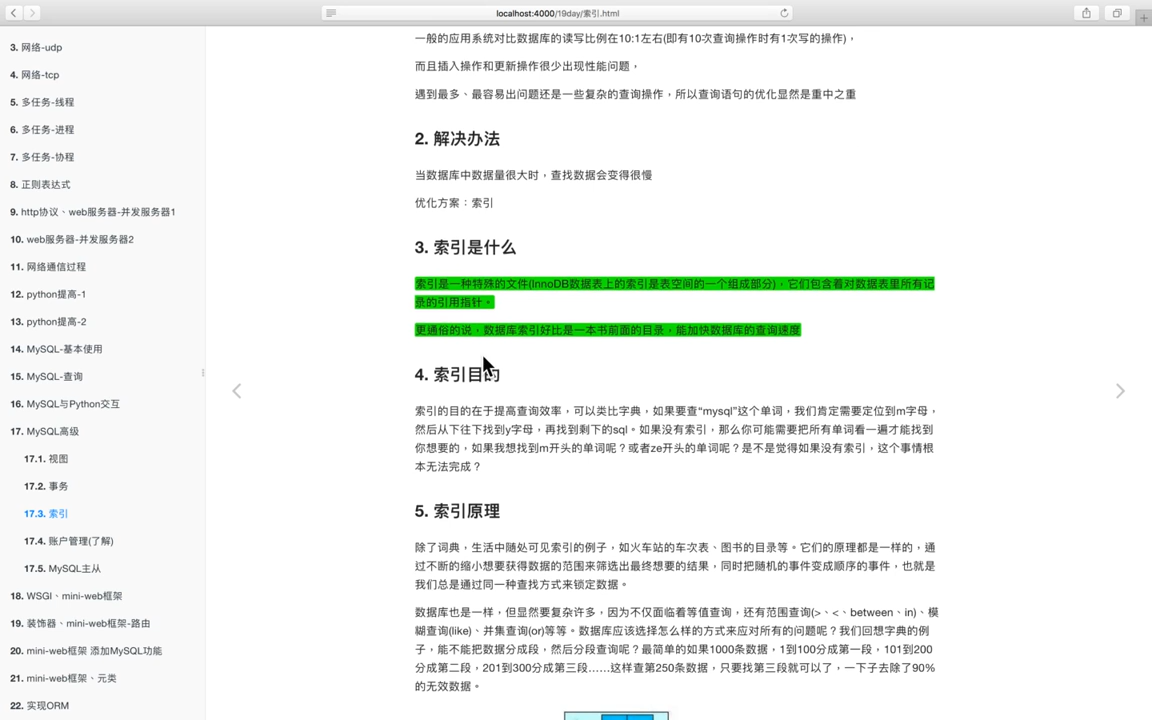 localhost:4000/19day/索引.html
3. 网络-udp
4. 网络-tcp
5. 多任务-线程
6. 多任务-进程
7. 多任务-协程
8. 正则表达式
9. http协议、web服务器-并发服务器1
10. web服务器-并发服务器2
11. 网络通信过程
12. python提高-1
13. python提高-2
14. MySQL-基本使用
15. MySQL-查询
16. MySQL与Python交互
17. MySQL高级
17.1. 视图
17.2. 事务
17.3. 索引
17.4. 账户管理(了解)
17.5. MySQL主从
18. WSGI、mini-web框架
19. 装饰器、mini-web框架-路由
20. mini-web框架 添加MySQL功能
21. mini-web框架、元类
22. 实现ORM
一般的应用系统对比数据库的读写比例在10:1左右(即有10次查询操作时有1次写的操作)，
而且插入操作和更新操作很少出现性能问题，
遇到最多、最容易出问题还是一些复杂的查询操作，所以查询语句的优化显然是重中之重
2. 解决办法
当数据库中数据量很大时，查找数据会变得很慢
优化方案：索引
3. 索引是什么
索引是一种特殊的文件(InnoDB数据表上的索引是表空间的一个组成部分)，它们包含着对数据表里所有记
录的引用指针。
更通俗的说，数据库索引好比是一本书前面的目录，能加快数据库的查询速度
4. 索引目的
索引的目的在于提高查询效率，可以类比字典，如果要查“mysql”这个单词，我们肯定需要定位到m字母，
然后从下往下找到y字母，再找到剩下的sql。如果没有索引，那么你可能需要把所有单词看一遍才能找到
你想要的，如果我想找到m开头的单词呢？或者ze开头的单词呢？是不是觉得如果没有索引，这个事情根
本无法完成？
5. 索引原理
除了词典，生活中随处可见索引的例子，如火车站的车次表、图书的目录等。它们的原理都是一样的，通
过不断的缩小想要获得数据的范围来筛选出最终想要的结果，同时把随机的事件变成顺序的事件，也就是
我们总是通过同一种查找方式来锁定数据。
数据库也是一样，但显然要复杂许多，因为不仅面临着等值查询，还有范围查询(>、<、between、in)、模
糊查询(like)、并集查询(or)等等。数据库应该选择怎么样的方式来应对所有的问题呢？我们回想字典的例
子，能不能把数据分成段，然后分段查询呢？最简单的如果1000条数据，1到100分成第一段，101到200
分成第二段，201到300分成第三段……这样查第250条数据，只要找第三段就可以了，一下子去除了90%
的无效数据。